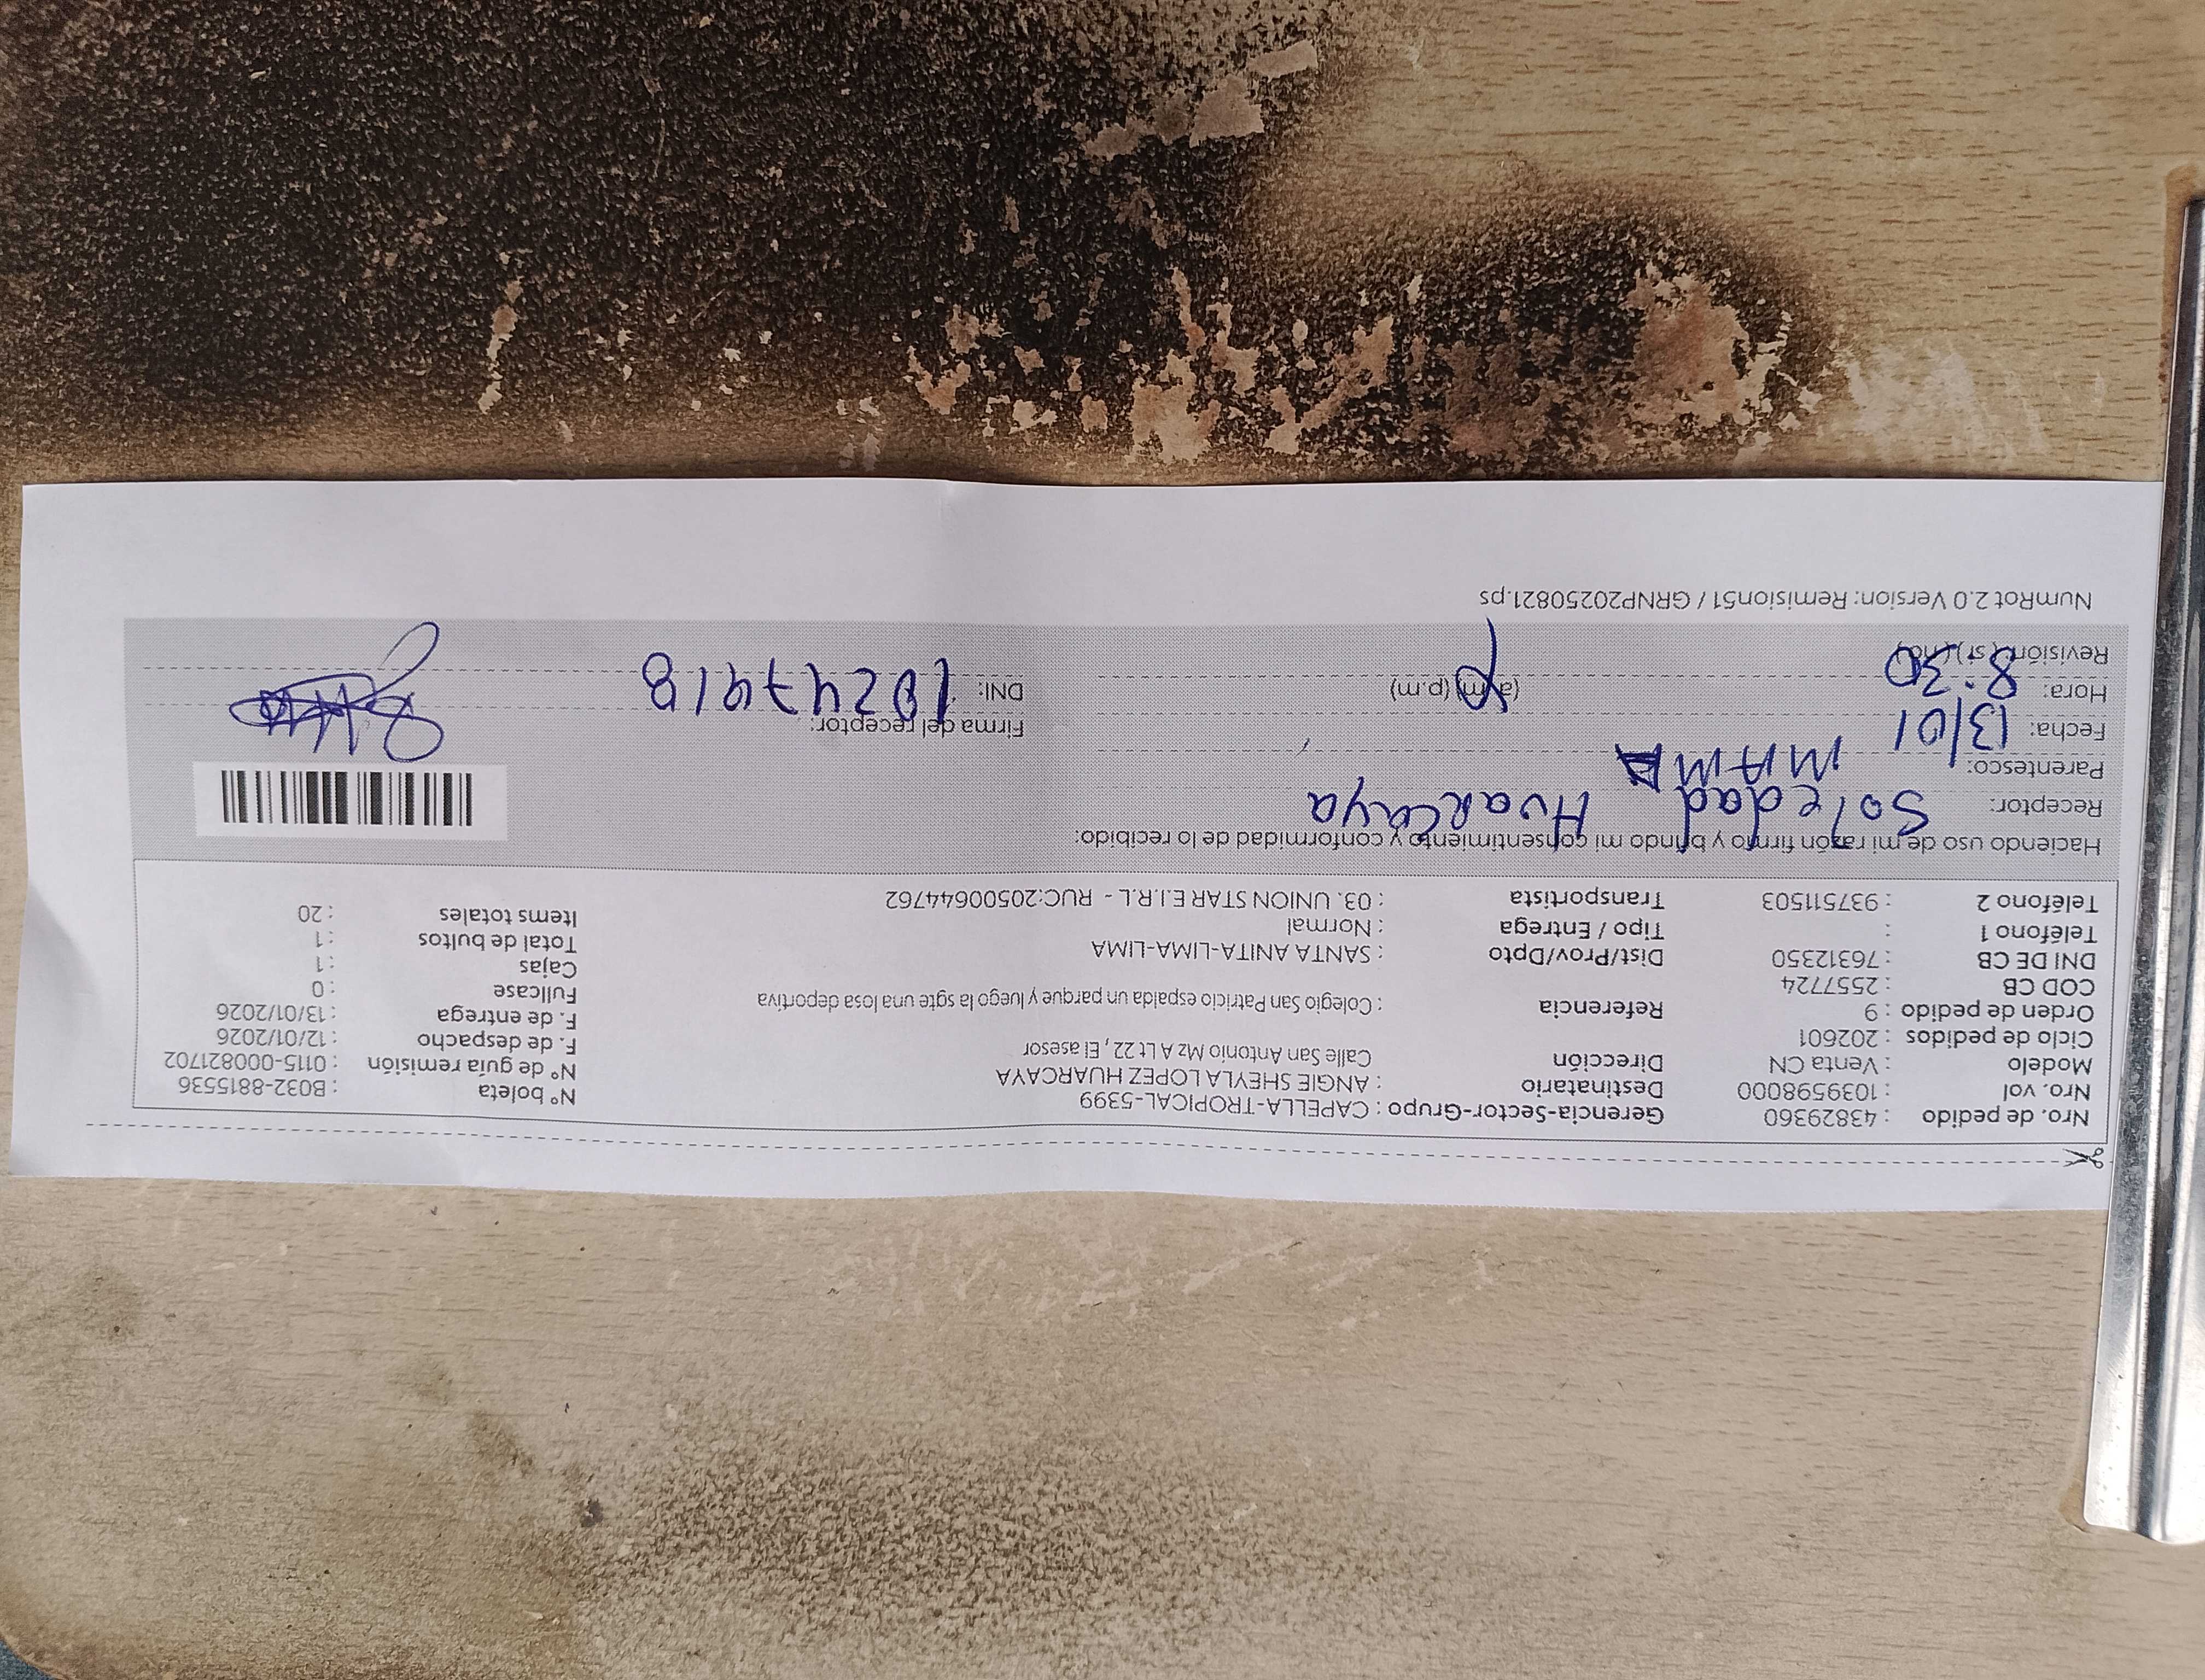 Nro. de pedido : 43829360 Gerencia-Sector-Grupo : CAPELLA-TROPICAL-5399 N° boleta : B032-8815536
Nro. vol : 1039598000 Destinatario : ANGIE SHEYLA LOPEZ HUARCAYA N° de guía remisión : 0115-000821702
Modelo : Venta CN Dirección Calle San Antonio Mz A Lt 22 , El asesor F. de despacho : 12/01/2026
Ciclo de pedidos : 202601 F. de entrega : 13/01/2026
Orden de pedido : 9 Referencia : Colegio San Patricio espalda un parque y luego la sgte una losa deportiva Fullcase : 0
COD CB : 2557724 Cajas : 1
DNI DE CB : 76312350 Dist/Prov/Dpto : SANTA ANITA-LIMA-LIMA Total de bultos : 1
Teléfono 1 : Tipo / Entrega : Normal Items totales : 20
Teléfono 2 : 937511503 Transportista : 03. UNION STAR E.I.R.L - RUC:20500644762
Haciendo uso de mi razón firmo y brindo mi consentimiento y conformidad de lo recibido:
Receptor: Soledad Huarcaya
Parentesco: MAMA
Fecha: 13/01 Firma del receptor:
Hora: 8:30 (a.m) (p.m) DNI: 10247918
Revisión: ( si ) ( no )
NumRot 2.0 Version: Remision51 / GRNP20250821.ps